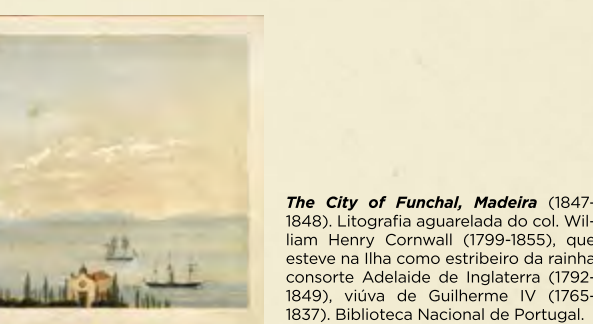 The City of Funchal, Madeira (1847-
1848). Litografia aguarelada do col. Wil-
liam Henry Cornwall (1799-1855), que
esteve na Ilha como estribeiro da rainha
consorte Adelaide de Inglaterra (1792-
1849), viúva de Guilherme IV (1765-
1837). Biblioteca Nacional de Portugal.